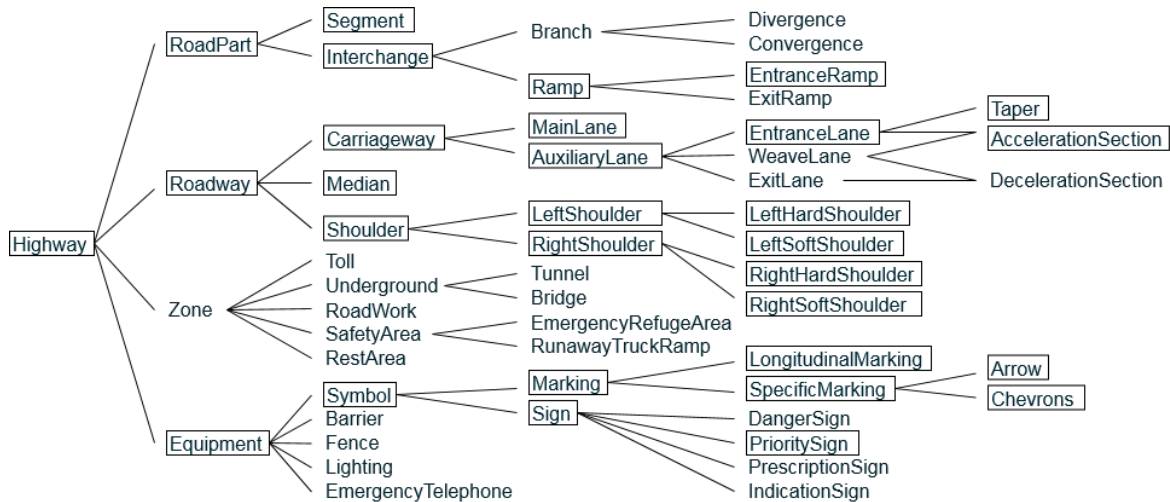 Highway
RoadPart
Roadway
Zone
Equipment
Segment
Interchange
Carriageway
Median
Shoulder
Toll
Underground
RoadWork
SafetyArea
RestArea
Symbol
Barrier
Fence
Lighting
EmergencyTelephone
Branch
Ramp
MainLane
AuxiliaryLane
LeftShoulder
RightShoulder
Tunnel
Bridge
EmergencyRefugeArea
RunawayTruckRamp
Marking
Sign
Divergence
Convergence
EntranceRamp
ExitRamp
EntranceLane
WeaveLane
ExitLane
LeftHardShoulder
LeftSoftShoulder
RightHardShoulder
RightSoftShoulder
LongitudinalMarking
SpecificMarking
DangerSign
PrioritySign
PrescriptionSign
IndicationSign
Taper
AccelerationSection
DecelerationSection
Arrow
Chevrons